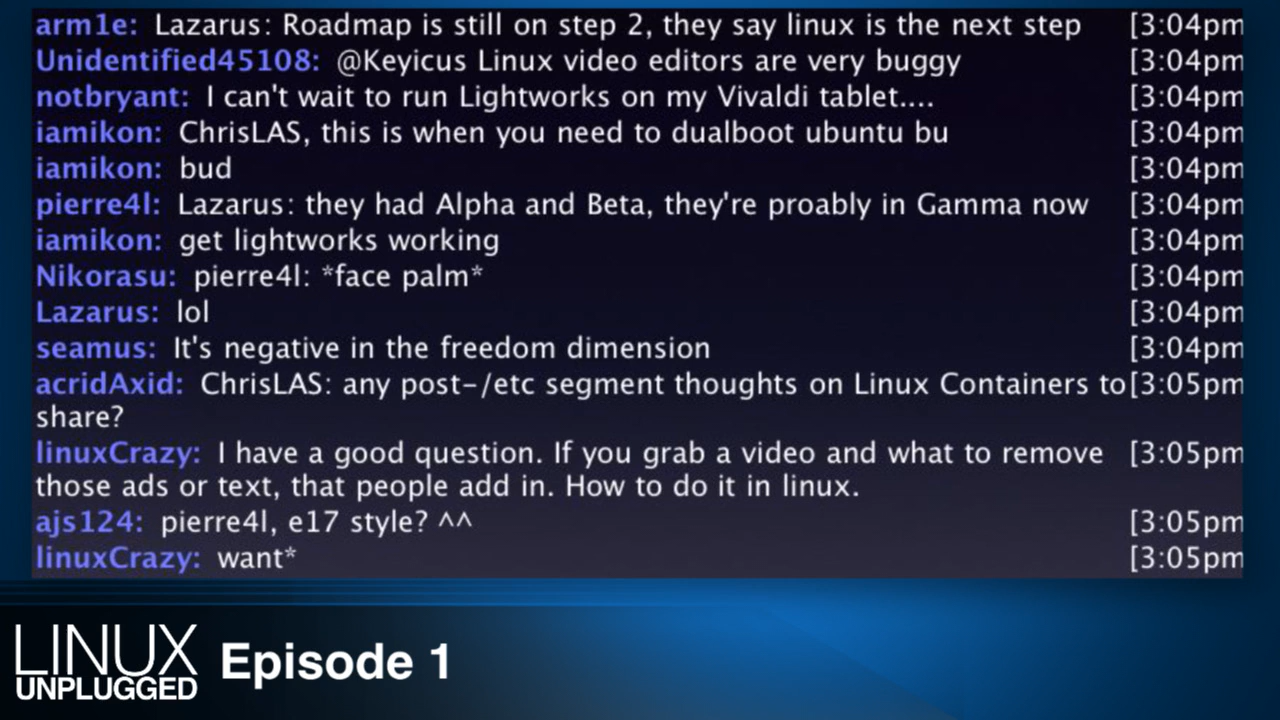 arm1e: Lazarus: Roadmap is still on step 2, they say linux is the next step [3:04pm
Unidentified45108: @Keyicus Linux video editors are very buggy [3:04pm
notbryant: I can't wait to run Lightworks on my Vivaldi tablet.... [3:04pm
iamikon: ChrisLAS, this is when you need to dualboot ubuntu bu [3:04pm
iamikon: bud [3:04pm
pierre4l: Lazarus: they had Alpha and Beta, they're proably in Gamma now [3:04pm
iamikon: get lightworks working [3:04pm
Nikorasu: pierre4l: *face palm* [3:04pm
Lazarus: lol [3:04pm
seamus: It's negative in the freedom dimension [3:04pm
acridAxid: ChrisLAS: any post-/etc segment thoughts on Linux Containers to [3:05pm
share?
linuxCrazy: I have a good question. If you grab a video and what to remove [3:05pm
those ads or text, that people add in. How to do it in linux.
ajs124: pierre4l, e17 style? ^^ [3:05pm
linuxCrazy: want* [3:05pm
LINUX
UNPLUGGED
Episode 1